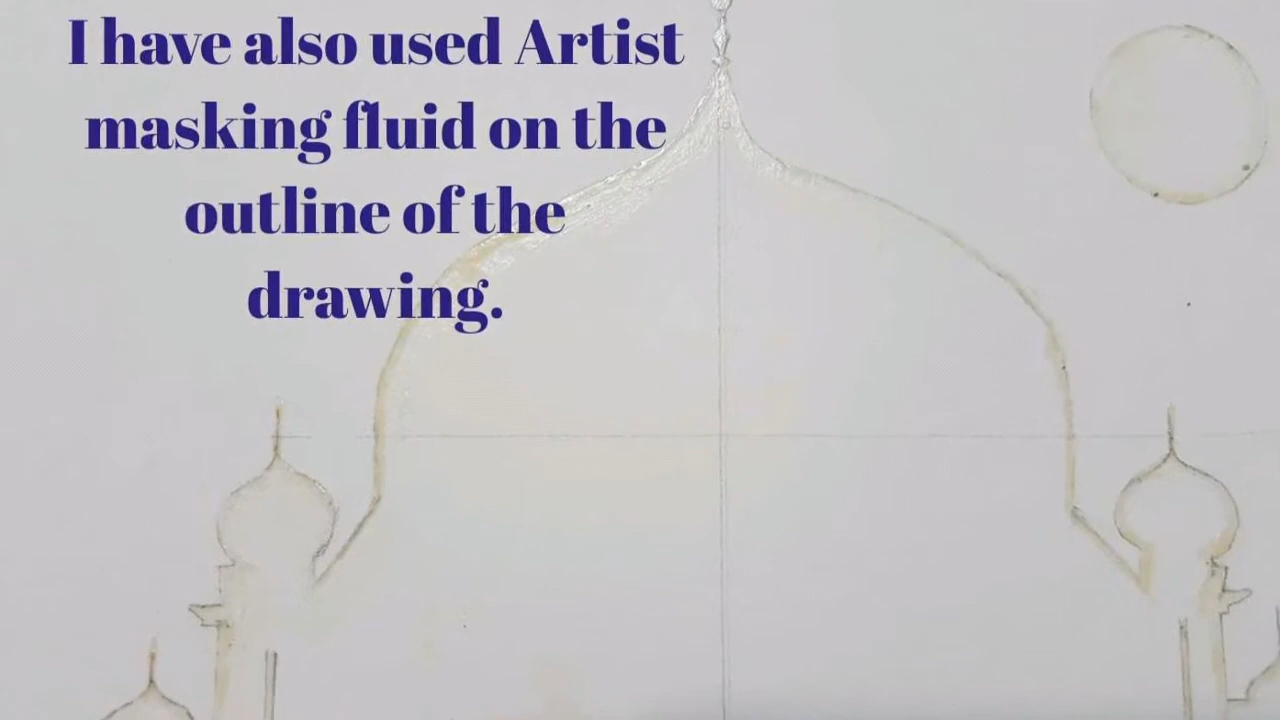 I have also used Artist
masking fluid on the
outline of the
drawing.